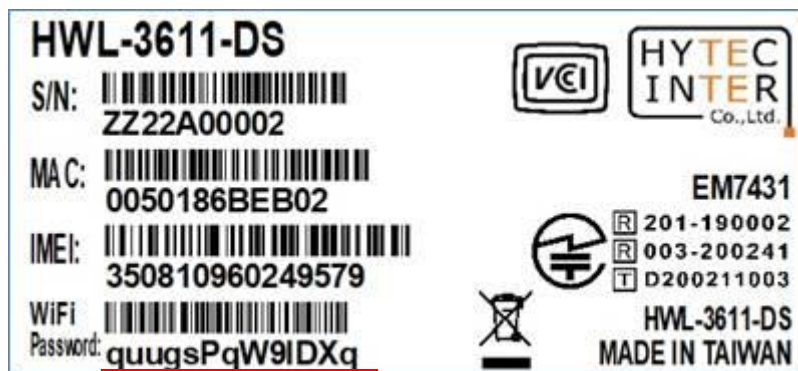 HWL-3611-DS
S/N:
ZZ22A00002
MAC:
0050186BEB02
IMEI:
350810960249579
WiFi
Password: quugsPqW9IDXq
VCI
HYTEC
INTER
Co.,Ltd.
EM7431
R 201-190002
R 003-200241
T D200211003
HWL-3611-DS
MADE IN TAIWAN